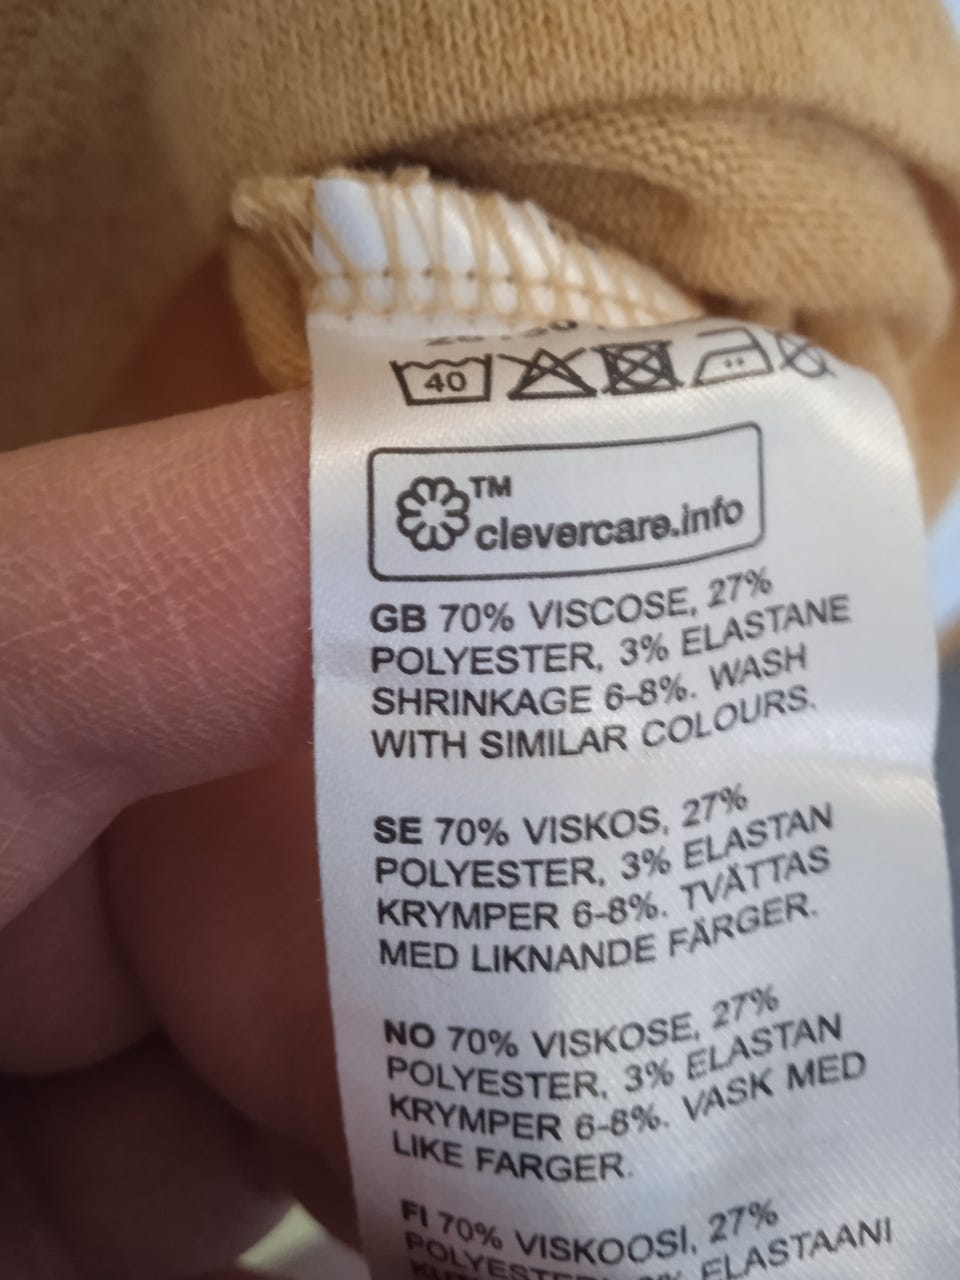 40
TM
clevercare.info
GB 70% VISCOSE, 27%
POLYESTER, 3% ELASTANE
SHRINKAGE 6-8%. WASH
WITH SIMILAR COLOURS.
SE 70% VISKOS, 27%
POLYESTER, 3% ELASTAN
KRYMPER 6-8%. TVÄTTAS
MED LIKNANDE FÄRGER.
NO 70% VISKOSE, 27%
POLYESTER, 3% ELASTAN
KRYMPER 6-8%. VASK MED
LIKE FARGER.
FI 70% VISKOOSI, 27%
ELASTAANI